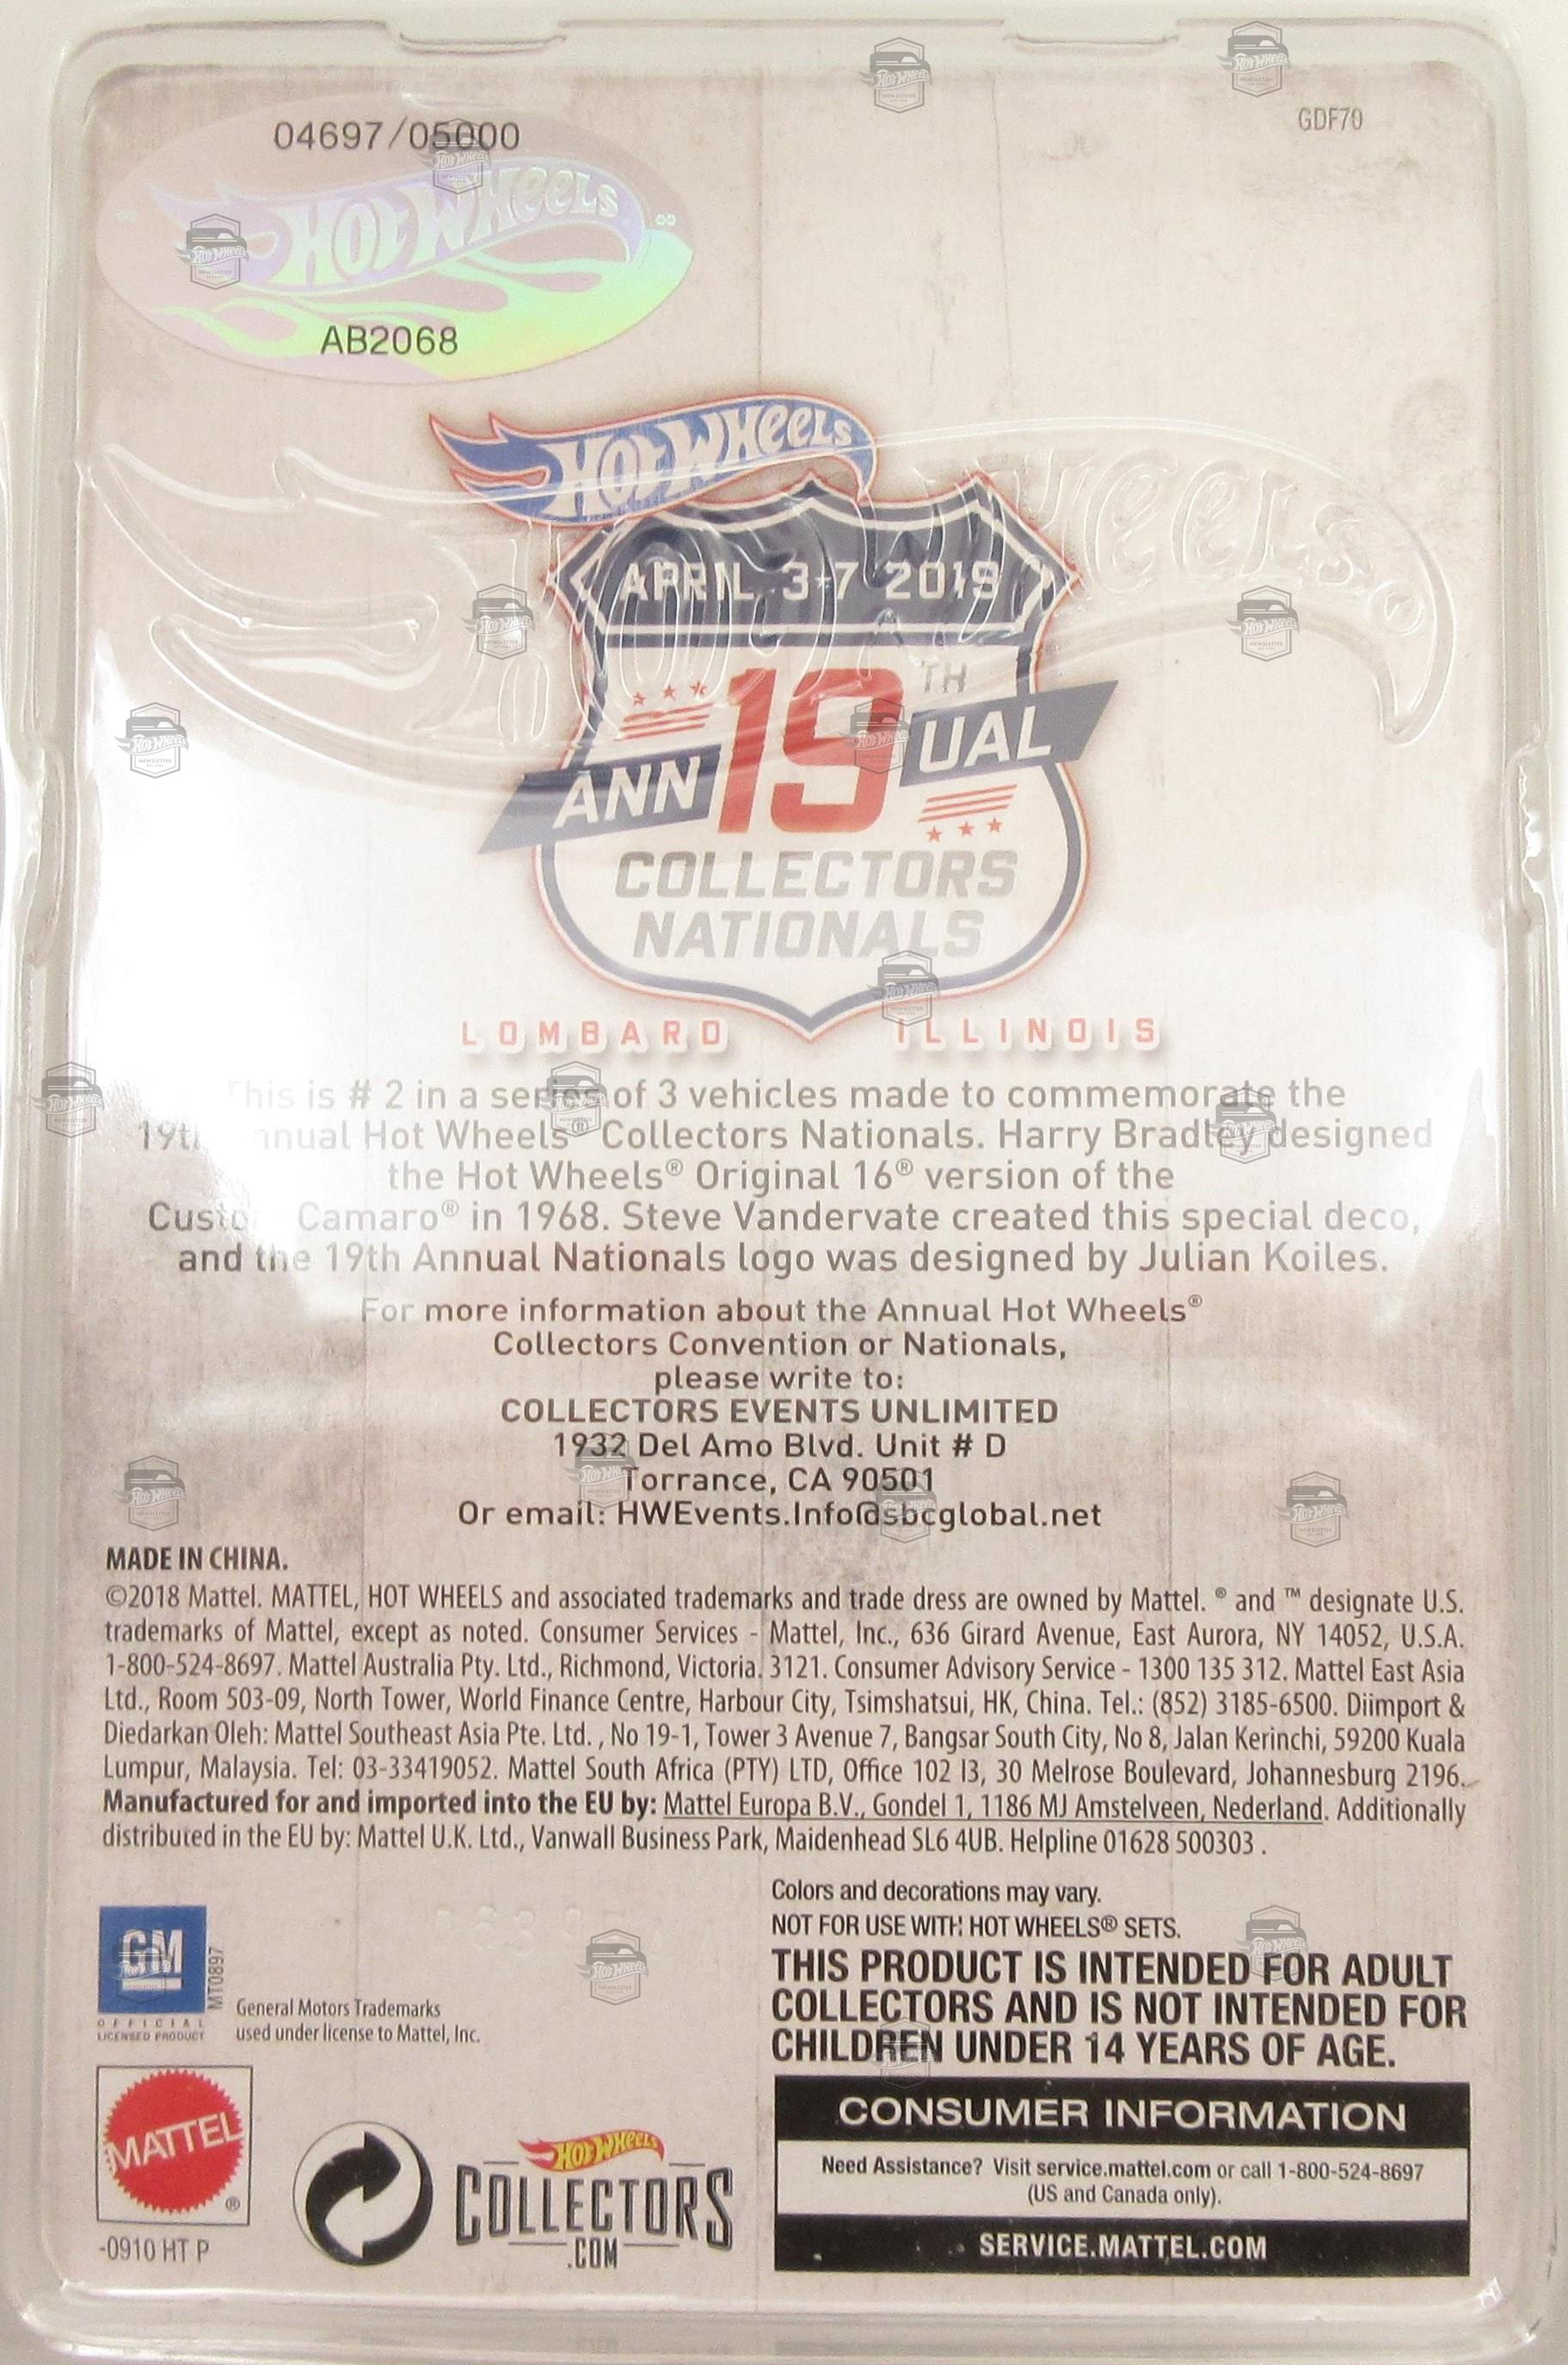 04697/05000
GDF70
HOT WHEELS
AB2068
HOT WHEELS
APRIL 3-7 2019
19TH
ANNUAL
COLLECTORS
NATIONALS
LOMBARD ILLINOIS
This is # 2 in a series of 3 vehicles made to commemorate the
19th Annual Hot Wheels® Collectors Nationals. Harry Bradley designed
the Hot Wheels® Original 16® version of the
Custom Camaro® in 1968. Steve Vandervate created this special deco,
and the 19th Annual Nationals logo was designed by Julian Koiles.
For more information about the Annual Hot Wheels®
Collectors Convention or Nationals,
please write to:
COLLECTORS EVENTS UNLIMITED
1932 Del Amo Blvd. Unit # D
Torrance, CA 90501
Or email: HWEvents.Info@sbcglobal.net
MADE IN CHINA.
©2018 Mattel. MATTEL, HOT WHEELS and associated trademarks and trade dress are owned by Mattel. ® and ™ designate U.S.
trademarks of Mattel, except as noted. Consumer Services - Mattel, Inc., 636 Girard Avenue, East Aurora, NY 14052, U.S.A.
1-800-524-8697. Mattel Australia Pty. Ltd., Richmond, Victoria. 3121. Consumer Advisory Service - 1300 135 312. Mattel East Asia
Ltd., Room 503-09, North Tower, World Finance Centre, Harbour City, Tsimshatsui, HK, China. Tel.: (852) 3185-6500. Diimport &
Diedarkan Oleh: Mattel Southeast Asia Pte. Ltd. , No 19-1, Tower 3 Avenue 7, Bangsar South City, No 8, Jalan Kerinchi, 59200 Kuala
Lumpur, Malaysia. Tel: 03-33419052. Mattel South Africa (PTY) LTD, Office 102 I3, 30 Melrose Boulevard, Johannesburg 2196.
Manufactured for and imported into the EU by: Mattel Europa B.V., Gondel 1, 1186 MJ Amstelveen, Nederland. Additionally
distributed in the EU by: Mattel U.K. Ltd., Vanwall Business Park, Maidenhead SL6 4UB. Helpline 01628 500303 .
Colors and decorations may vary.
NOT FOR USE WITH HOT WHEELS® SETS.
THIS PRODUCT IS INTENDED FOR ADULT
COLLECTORS AND IS NOT INTENDED FOR
CHILDREN UNDER 14 YEARS OF AGE.
GM
MT0897
OFFICIAL
LICENSED PRODUCT
General Motors Trademarks
used under license to Mattel, Inc.
MATTEL®
-0910 HT P
HOT WHEELS
COLLECTORS
.COM
CONSUMER INFORMATION
Need Assistance? Visit service.mattel.com or call 1-800-524-8697
(US and Canada only).
SERVICE.MATTEL.COM